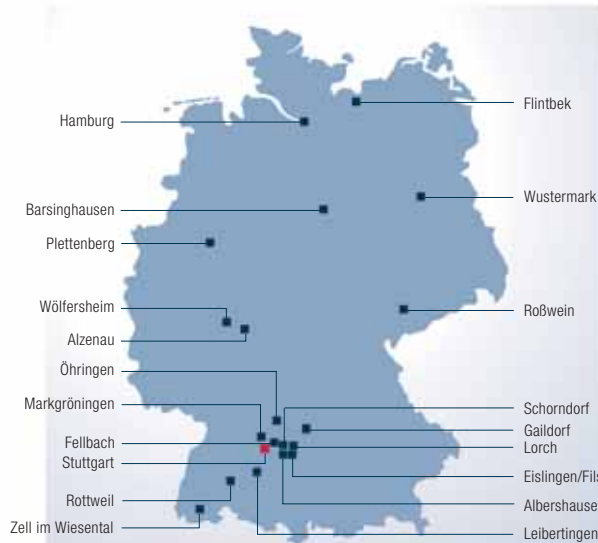 Hamburg
Barsinghausen
Plettenberg
Wölfersheim
Alzenau
Öhringen
Markgröningen
Fellbach
Stuttgart
Rottweil
Zell im Wiesental
Flintbek
Wustermark
Roßwein
Schorndorf
Gaildorf
Lorch
Eislingen/Fils
Albershause
Leibertingen